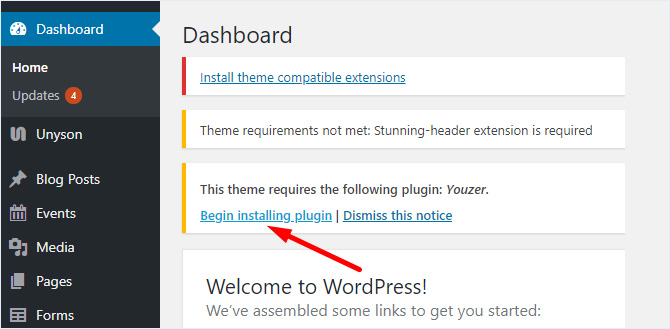 Dashboard
Home
Updates 4
Unyson
Blog Posts
Events
Media
Pages
Forms
Dashboard
Install theme compatible extensions
Theme requirements not met: Stunning-header extension is required
This theme requires the following plugin: Youzer.
Begin installing plugin | Dismiss this notice
Welcome to WordPress!
We've assembled some links to get you started: